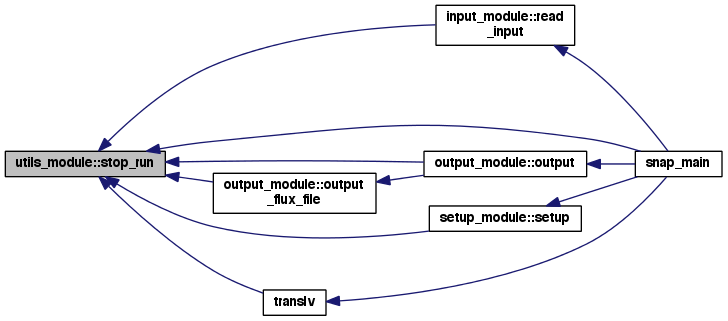 input_module::read
_input
utils_module::stop_run
output_module::output
snap_main
output_module::output
_flux_file
setup_module::setup
translv